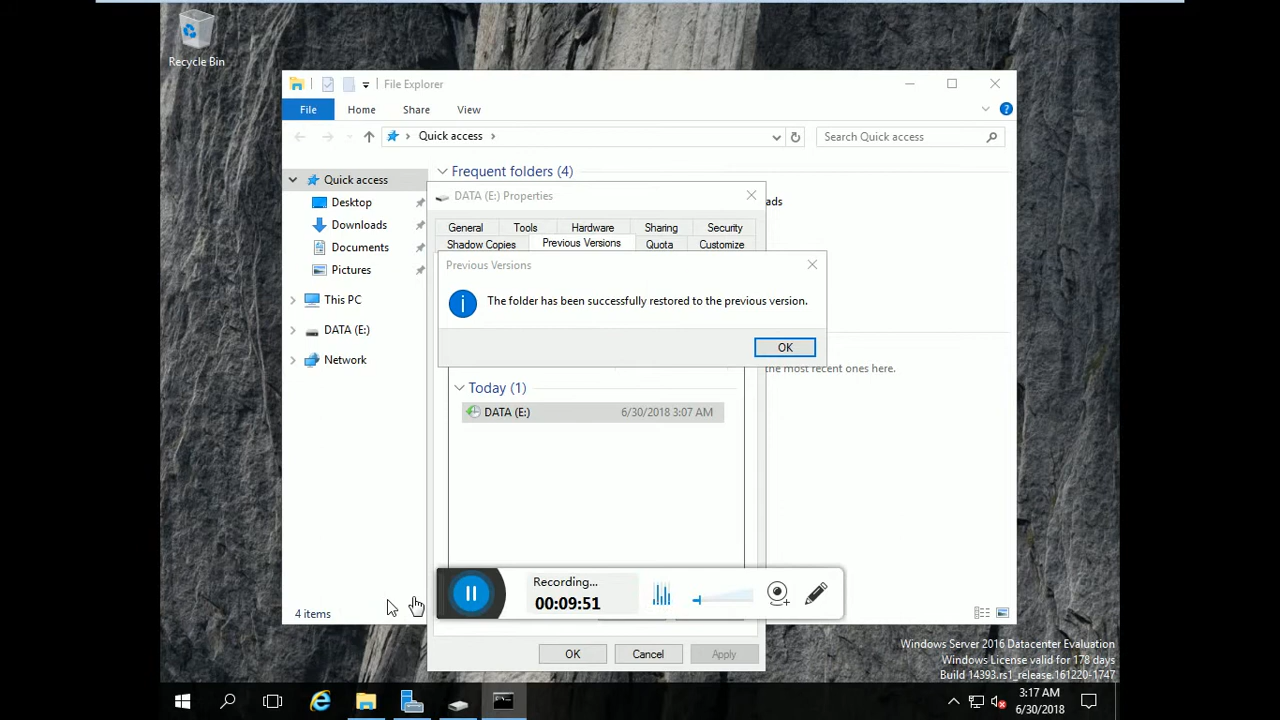 Recycle Bin
File Explorer
File
Home
Share
View
Quick access
Search Quick access
Quick access
Desktop
Downloads
Documents
Pictures
This PC
DATA (E:)
Network
Frequent folders (4)
ads
DATA (E:) Properties
General
Tools
Hardware
Sharing
Security
Shadow Copies
Previous Versions
Quota
Customize
Previous Versions
The folder has been successfully restored to the previous version.
OK
the most recent ones here.
Today (1)
DATA (E:)
6/30/2018 3:07 AM
Recording...
00:09:51
4 items
OK
Cancel
Apply
Windows Server 2016 Datacenter Evaluation
Windows License valid for 178 days
Build 14393.rs1_release.161220-1747
3:17 AM
6/30/2018